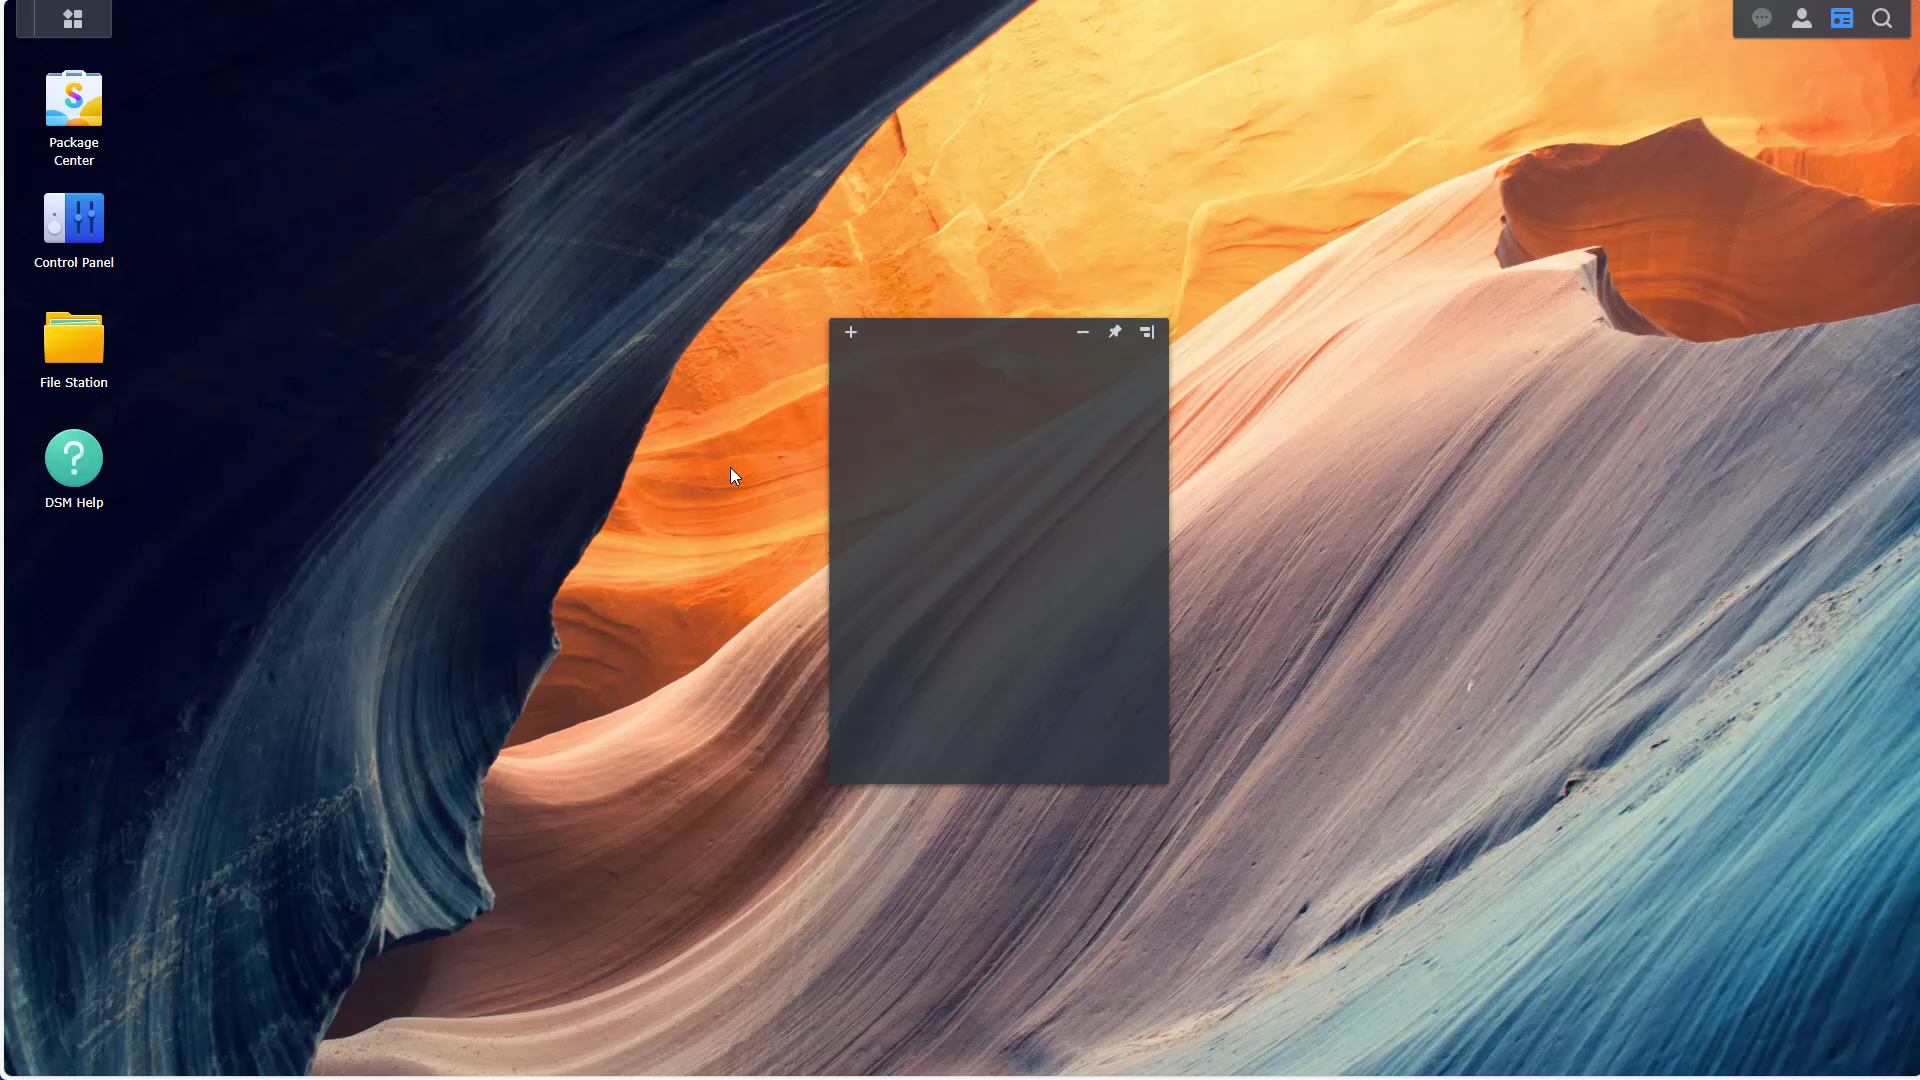 Package
Center
Control Panel
File Station
DSM Help